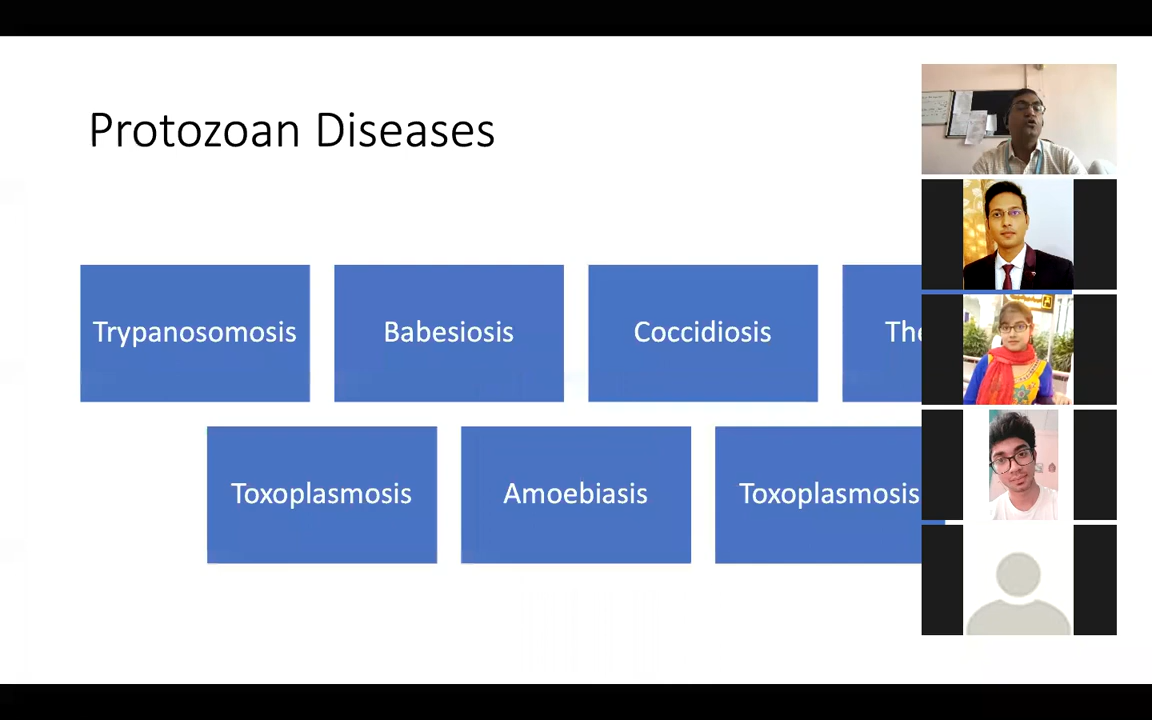 Protozoan Diseases
Trypanosomosis
Babesiosis
Coccidiosis
Toxoplasmosis
Amoebiasis
Toxoplasmosis